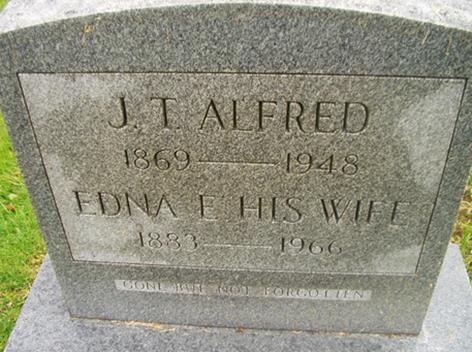 J. T. ALFRED
1869 — 1948
EDNA E. HIS WIFE
1883 — 1966
GONE BUT NOT FORGOTTEN